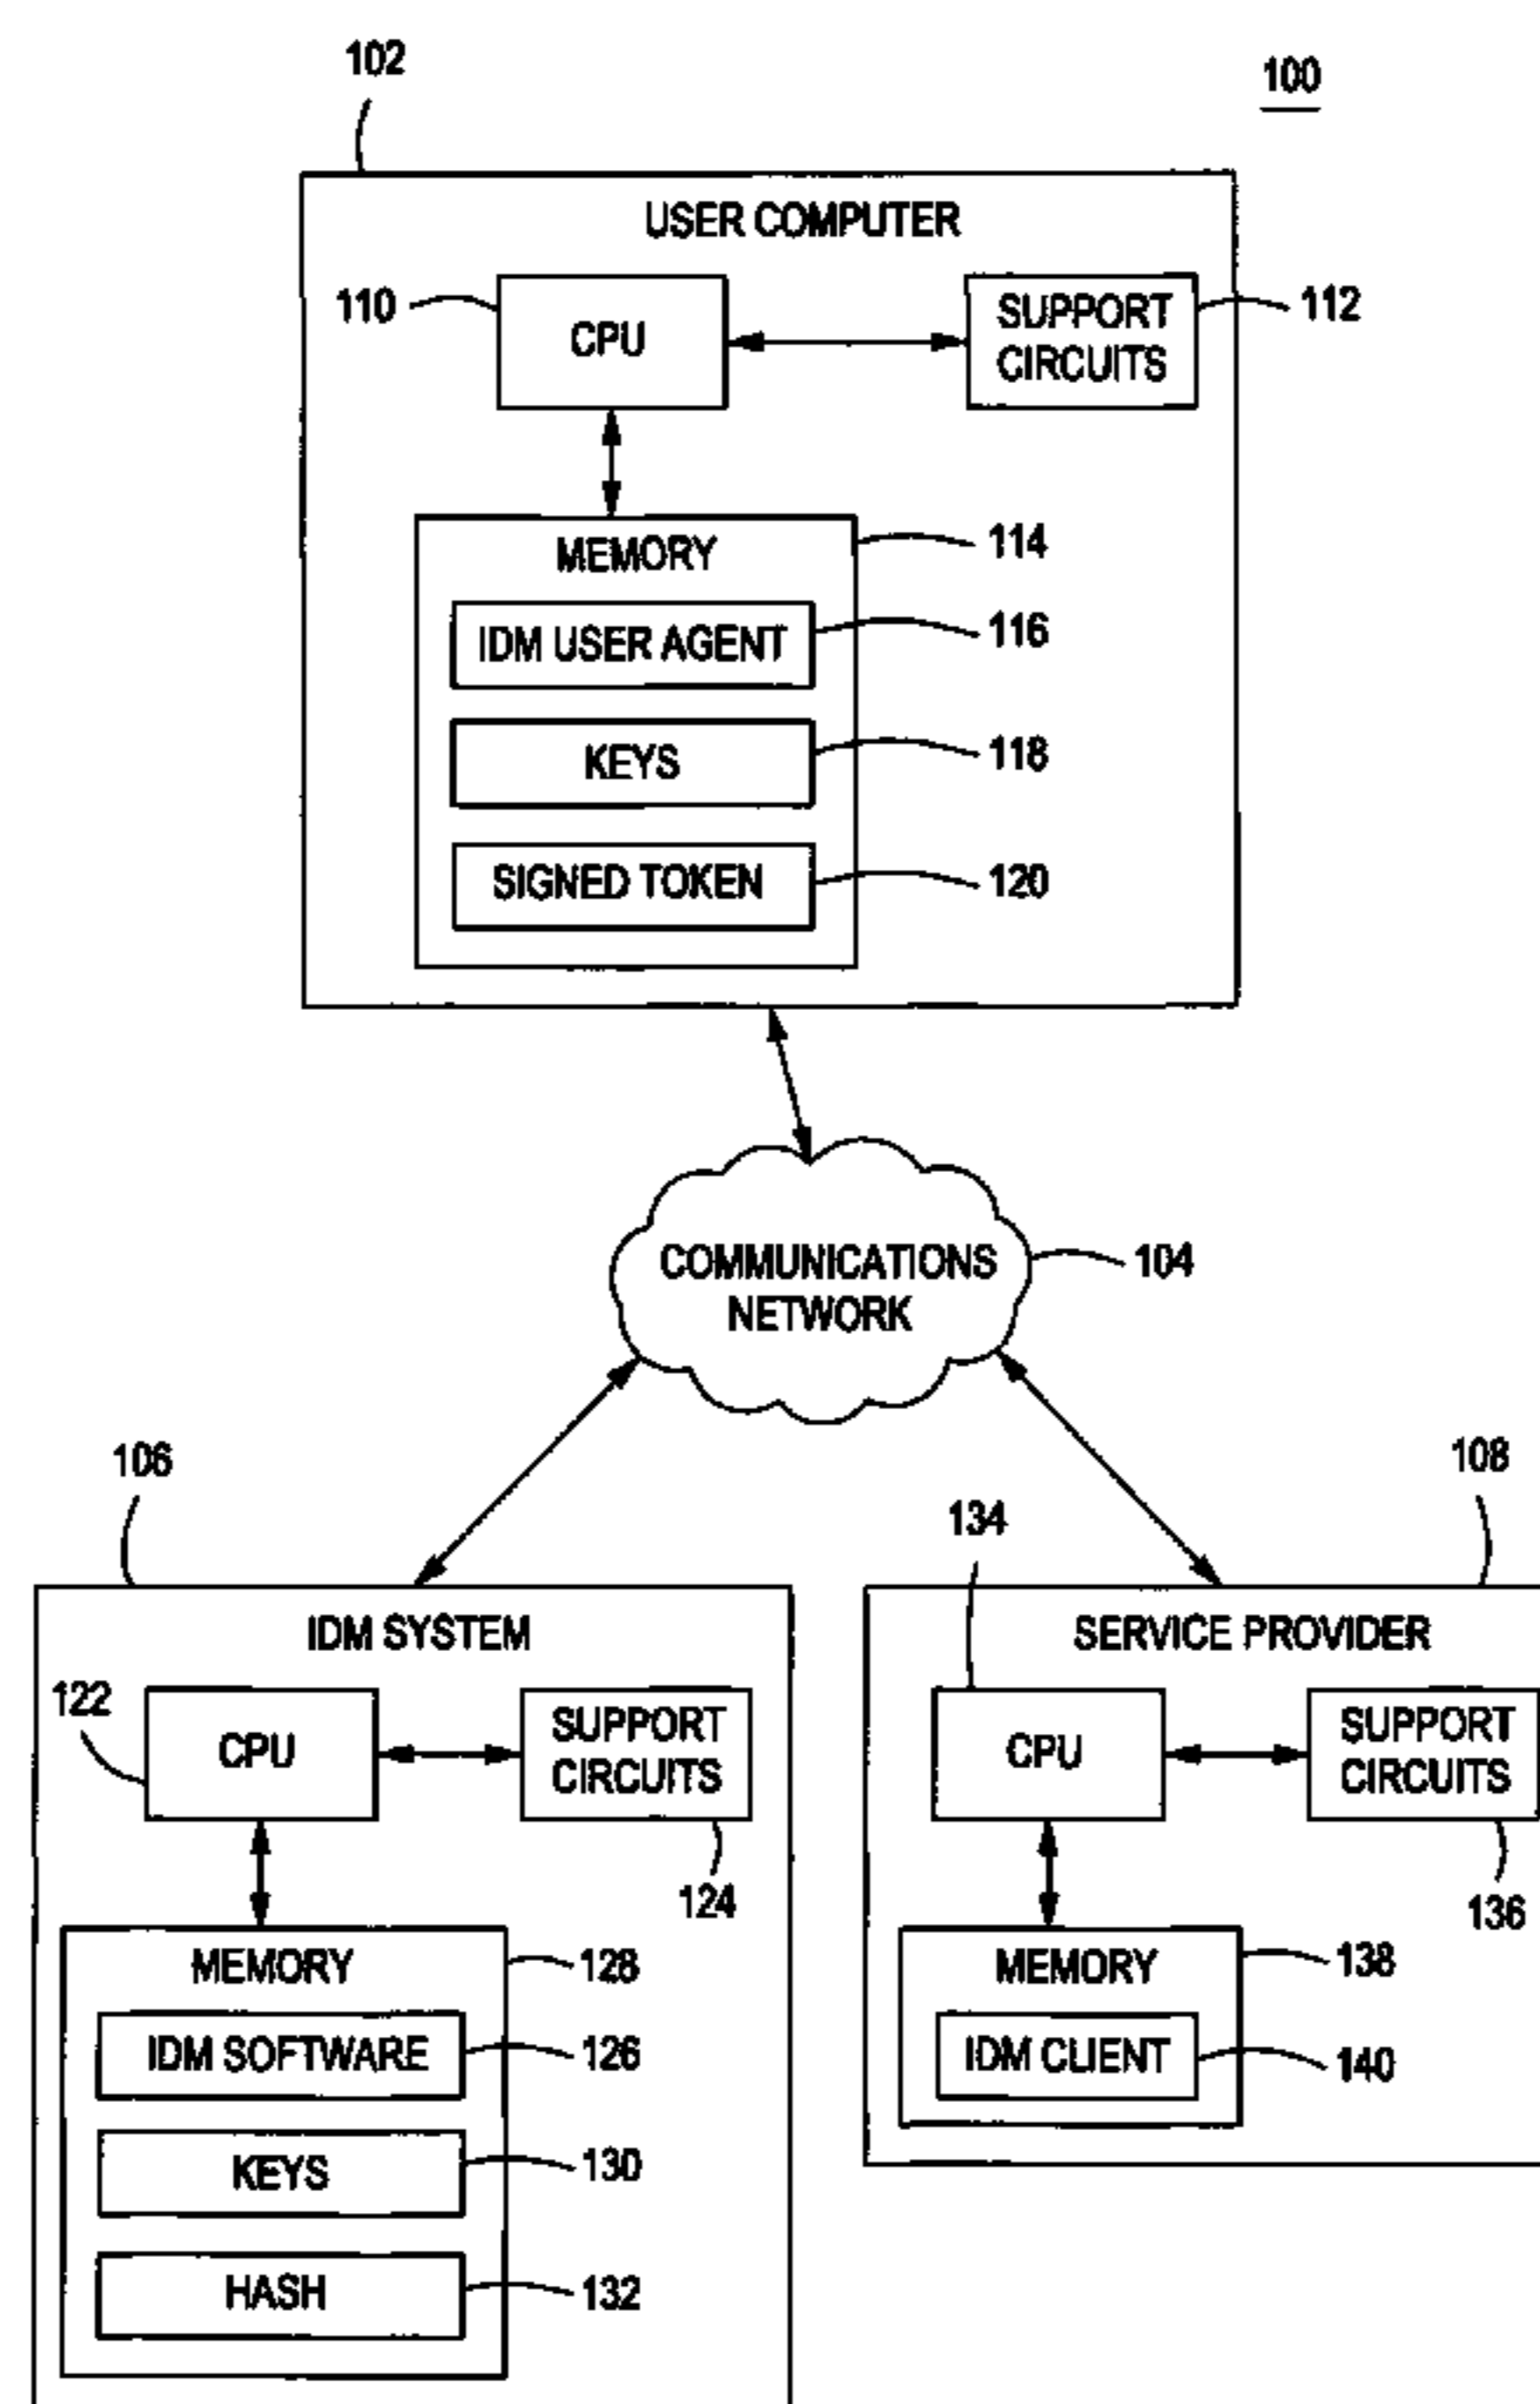 102
100
USER COMPUTER
110
CPU
SUPPORT
CIRCUITS
112
MEMORY
114
IDM USER AGENT
116
KEYS
118
SIGNED TOKEN
120
COMMUNICATIONS
NETWORK
104
106
108
134
IDM SYSTEM
122
CPU
SUPPORT
CIRCUITS
124
MEMORY
128
IDM SOFTWARE
126
KEYS
130
HASH
132
SERVICE PROVIDER
CPU
SUPPORT
CIRCUITS
136
MEMORY
138
IDM CLIENT
140